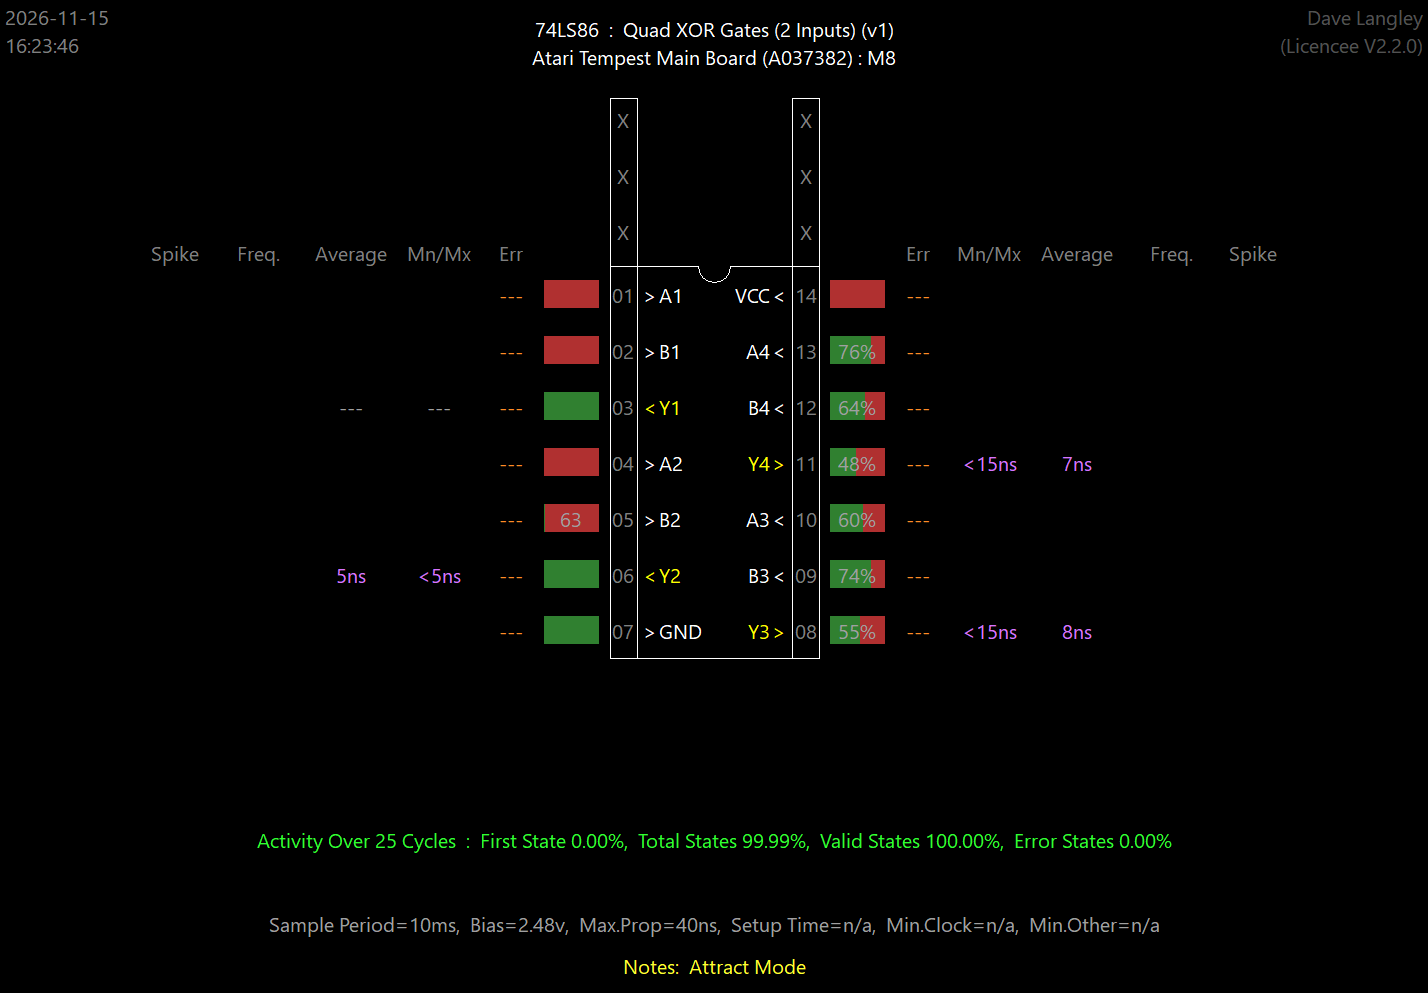 2026-11-15
16:23:46
74LS86 : Quad XOR Gates (2 Inputs) (v1)
Atari Tempest Main Board (A037382) : M8
Dave Langley
(Licencee V2.2.0)
X X
X X
X X
Spike Freq. Average Mn/Mx Err Err Mn/Mx Average Freq. Spike
--- 01 >A1 VCC< 14 ---
--- 02 >B1 A4< 13 76% ---
--- --- --- 03 <Y1 B4< 12 64% ---
--- 04 >A2 Y4> 11 48% --- <15ns 7ns
--- 63 05 >B2 A3< 10 60% ---
5ns <5ns --- 06 <Y2 B3< 09 74% ---
--- 07 >GND Y3> 08 55% --- <15ns 8ns
Activity Over 25 Cycles : First State 0.00%, Total States 99.99%, Valid States 100.00%, Error States 0.00%
Sample Period=10ms, Bias=2.48v, Max.Prop=40ns, Setup Time=n/a, Min.Clock=n/a, Min.Other=n/a
Notes: Attract Mode